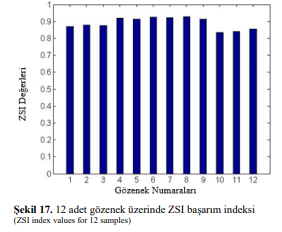 1
0.9
0.8
0.7
0.6
0.5
0.4
0.3
0.2
0.1
0
ZSI Değerleri
1 2 3 4 5 6 7 8 9 10 11 12
Gözenek Numaraları
Şekil 17. 12 adet gözenek üzerinde ZSI başarım indeksi
(ZSI index values for 12 samples)